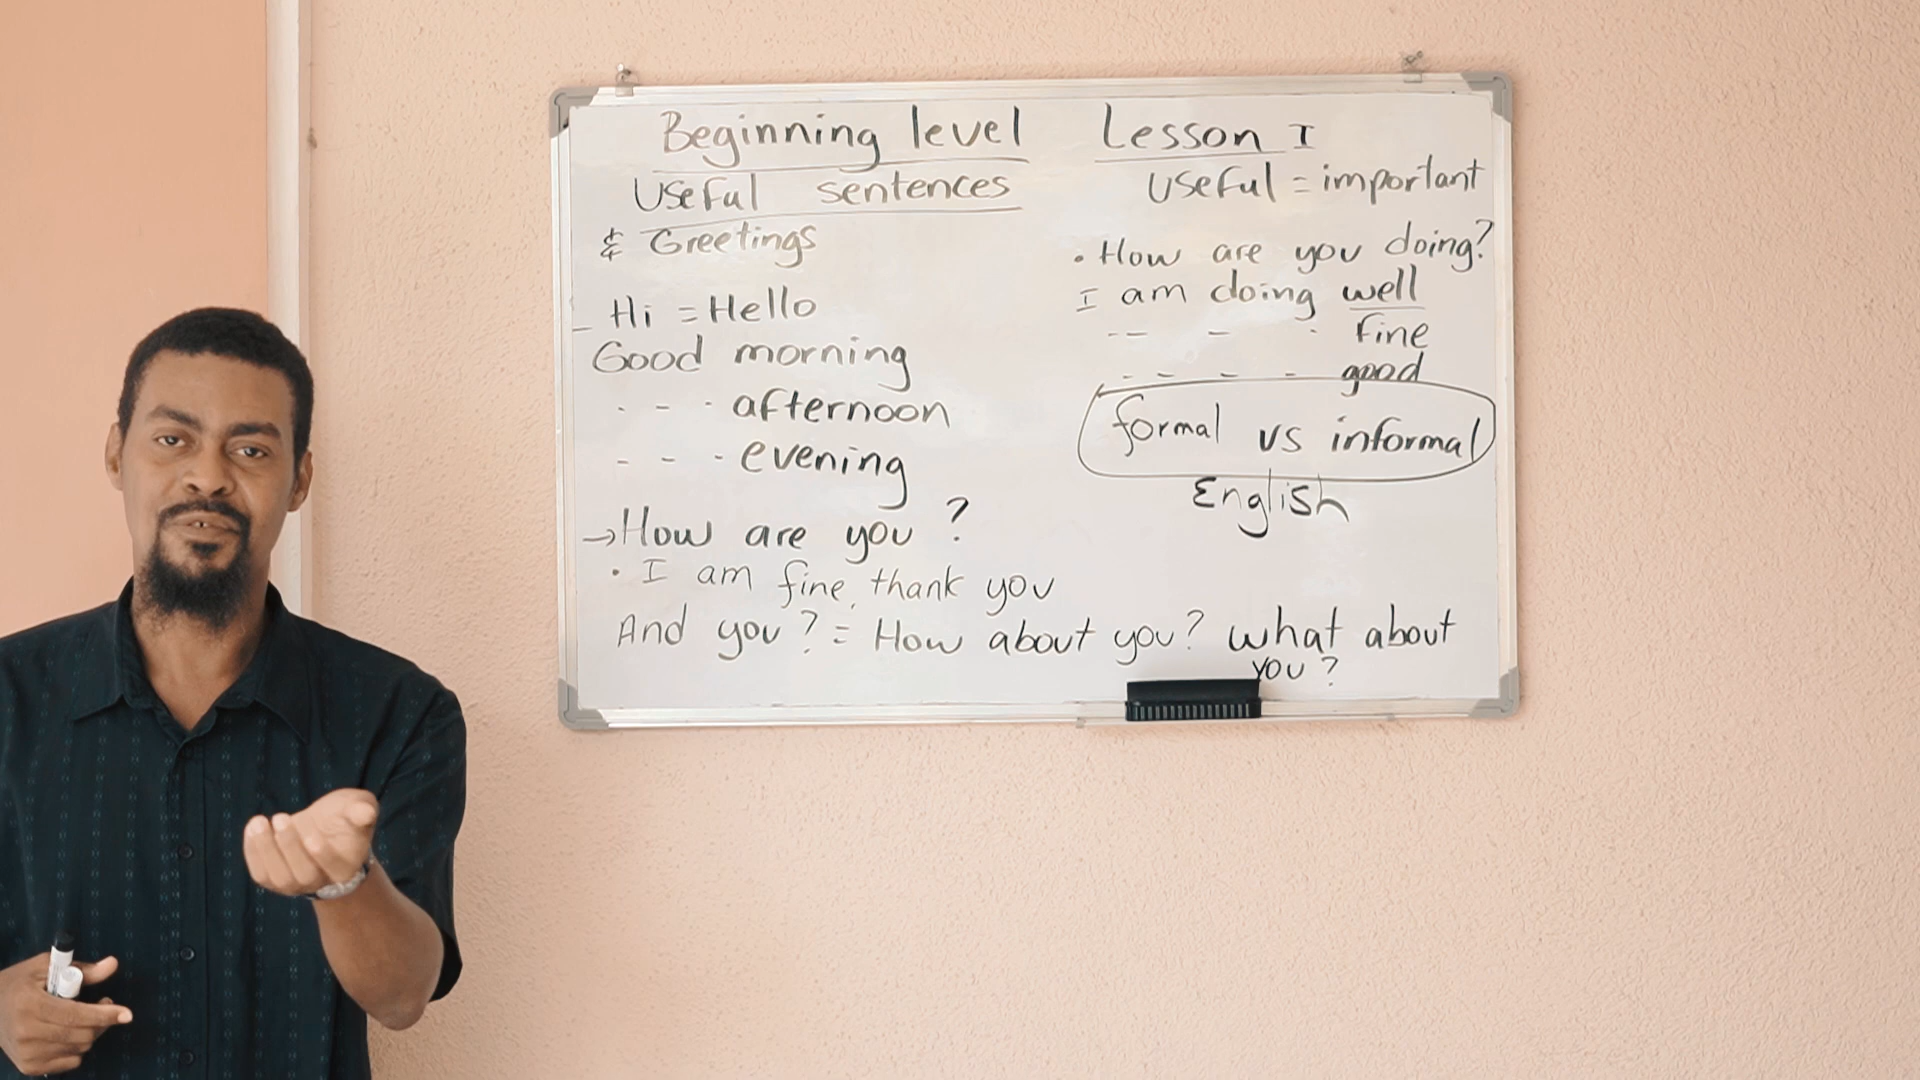 Beginning level Lesson I
Useful sentences
& Greetings
- Hi = Hello
Good morning
- - - afternoon
- - - evening
→ How are you ?
• I am fine, thank you
And you? = How about you? what about
you ?
Useful = important
• How are you doing?
I am doing well
-- - - fine
- - - - good
formal vs informal
English